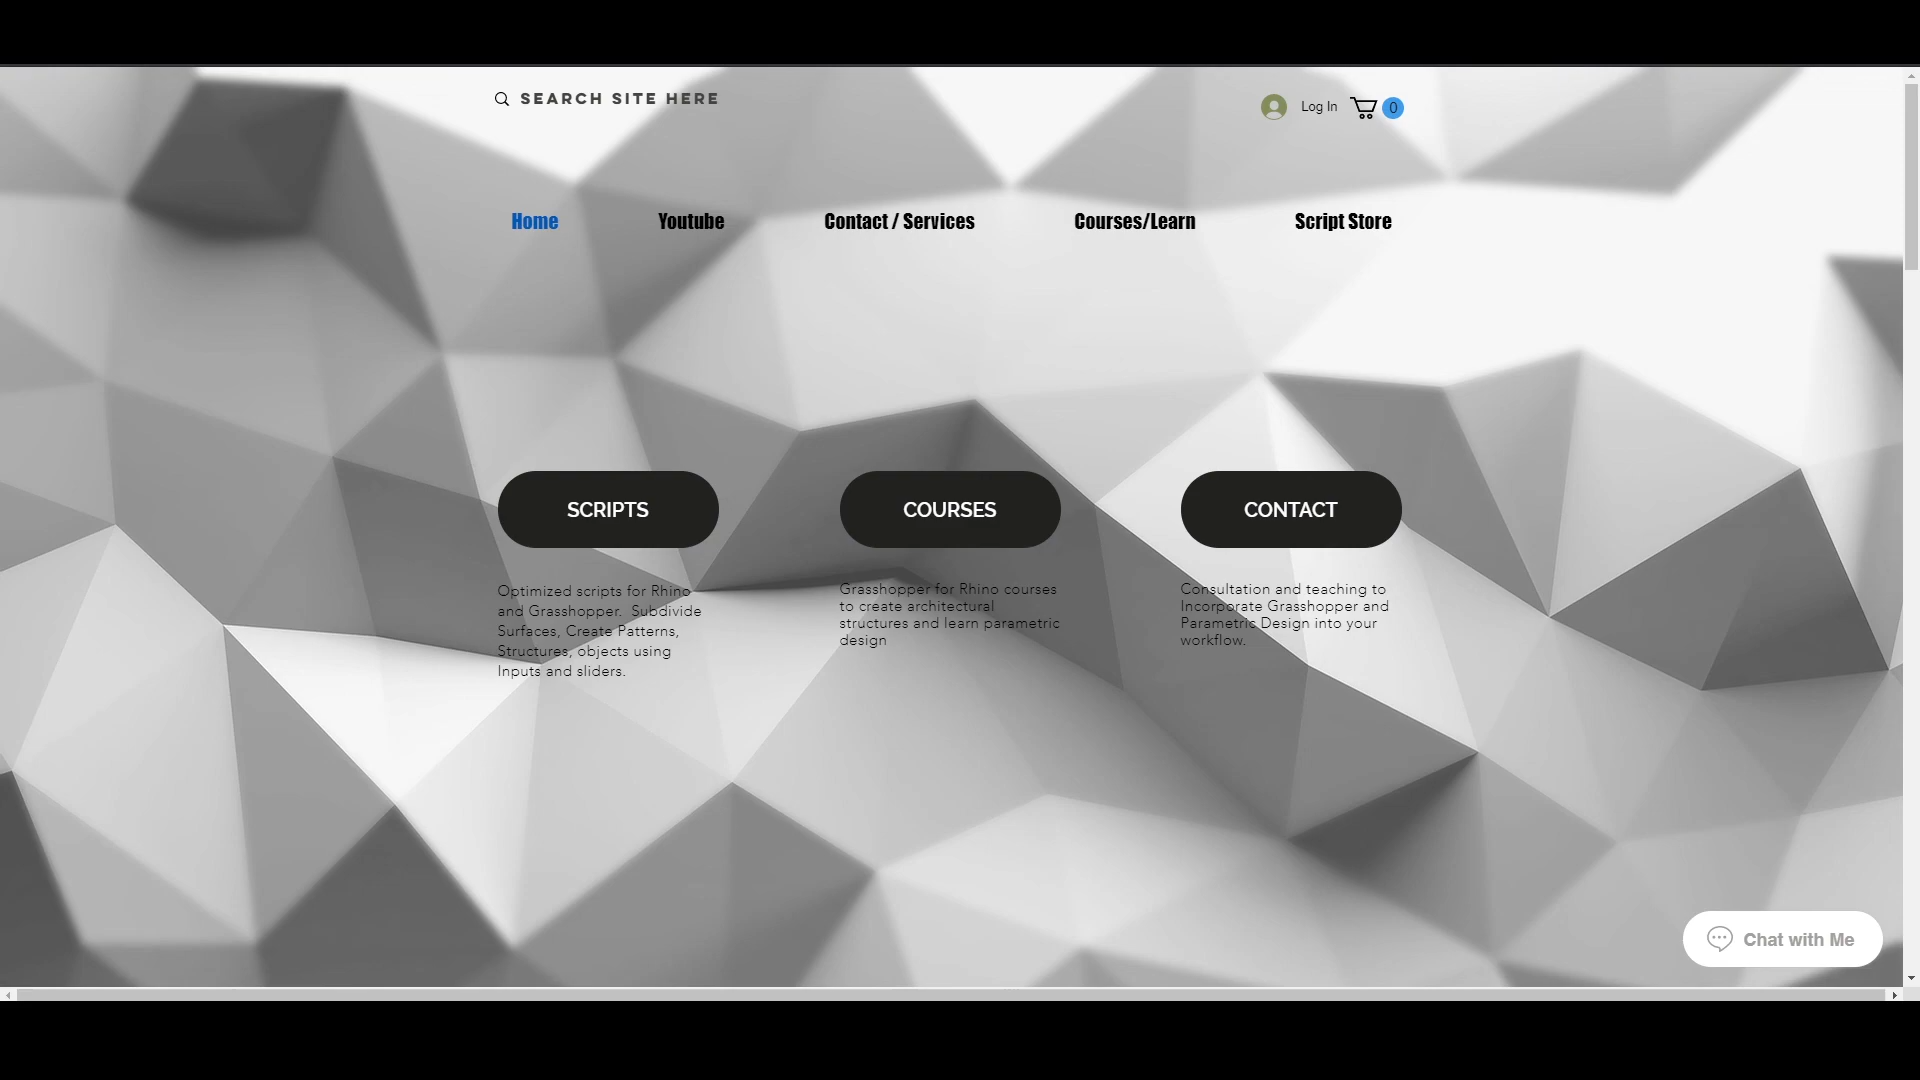 SEARCH SITE HERE
Log In
0
Home
Youtube
Contact / Services
Courses/Learn
Script Store
SCRIPTS
Optimized scripts for Rhino
and Grasshopper. Subdivide
Surfaces, Create Patterns,
Structures, objects using
Inputs and sliders.
COURSES
Grasshopper for Rhino courses
to create architectural
structures and learn parametric
design
CONTACT
Consultation and teaching to
Incorporate Grasshopper and
Parametric Design into your
workflow.
Chat with Me